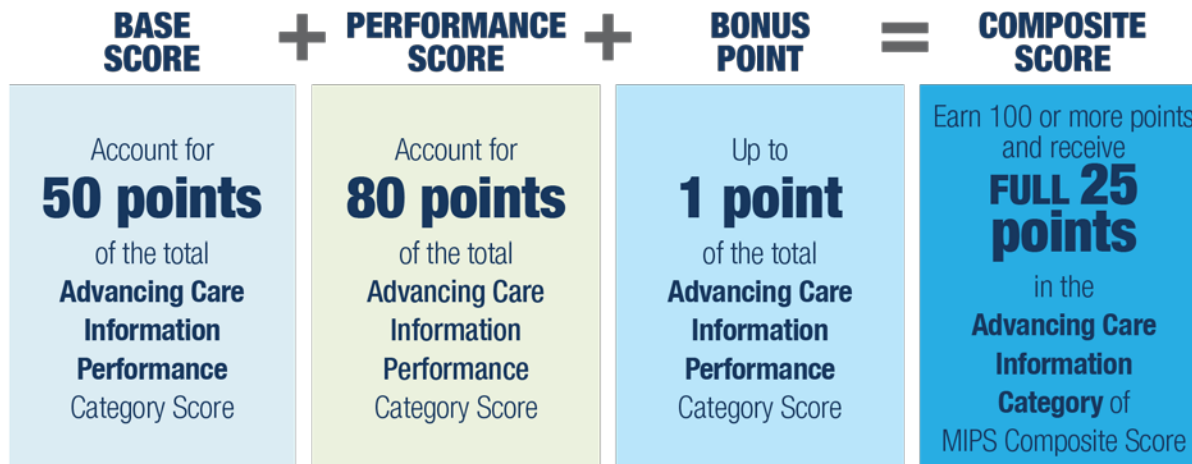 BASE
SCORE
+
PERFORMANCE
SCORE
+
BONUS
POINT
=
COMPOSITE
SCORE
Account for
50 points
of the total
Advancing Care
Information
Performance
Category Score
Account for
80 points
of the total
Advancing Care
Information
Performance
Category Score
Up to
1 point
of the total
Advancing Care
Information
Performance
Category Score
Earn 100 or more points
and receive
FULL 25
points
in the
Advancing Care
Information
Category of
MIPS Composite Score